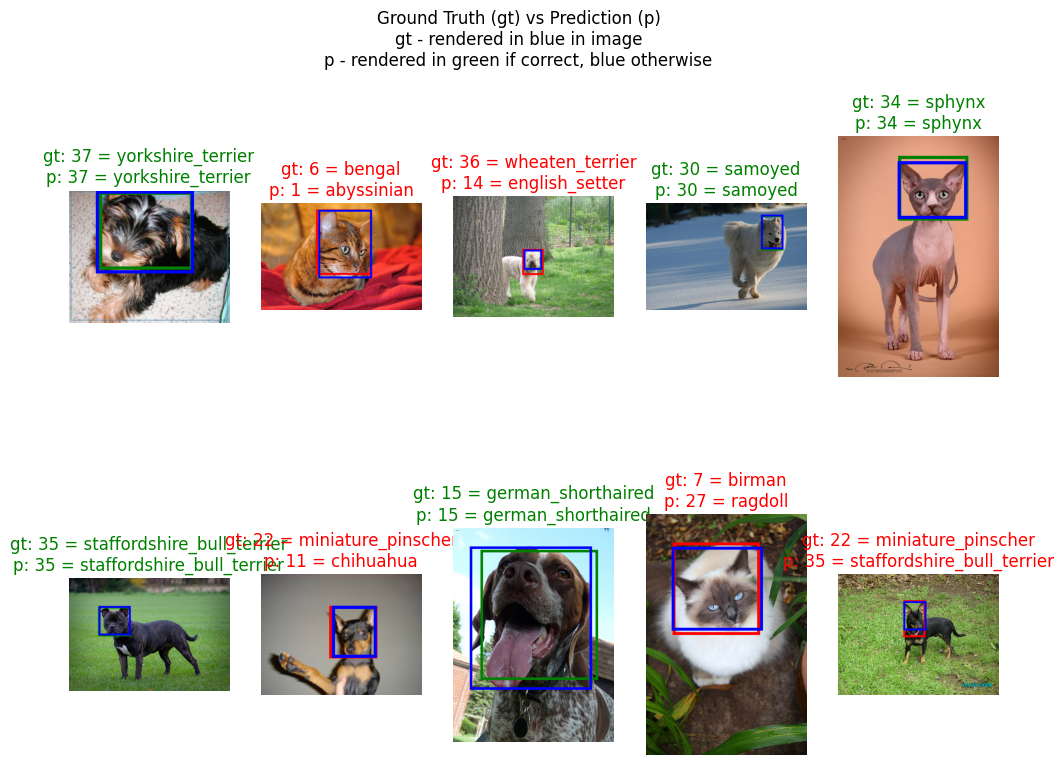 Ground Truth (gt) vs Prediction (p)
gt - rendered in blue in image
p - rendered in green if correct, blue otherwise
gt: 37 = yorkshire_terrier
p: 37 = yorkshire_terrier
gt: 6 = bengal
p: 1 = abyssinian
gt: 36 = wheaten_terrier
p: 14 = english_setter
gt: 30 = samoyed
p: 30 = samoyed
gt: 34 = sphynx
p: 34 = sphynx
gt: 35 = staffordshire_bull_terrier
p: 35 = staffordshire_bull_terrier
gt: 22 = miniature_pinscher
p: 11 = chihuahua
gt: 15 = german_shorthaired
p: 15 = german_shorthaired
gt: 7 = birman
p: 27 = ragdoll
gt: 22 = miniature_pinscher
p: 35 = staffordshire_bull_terrier